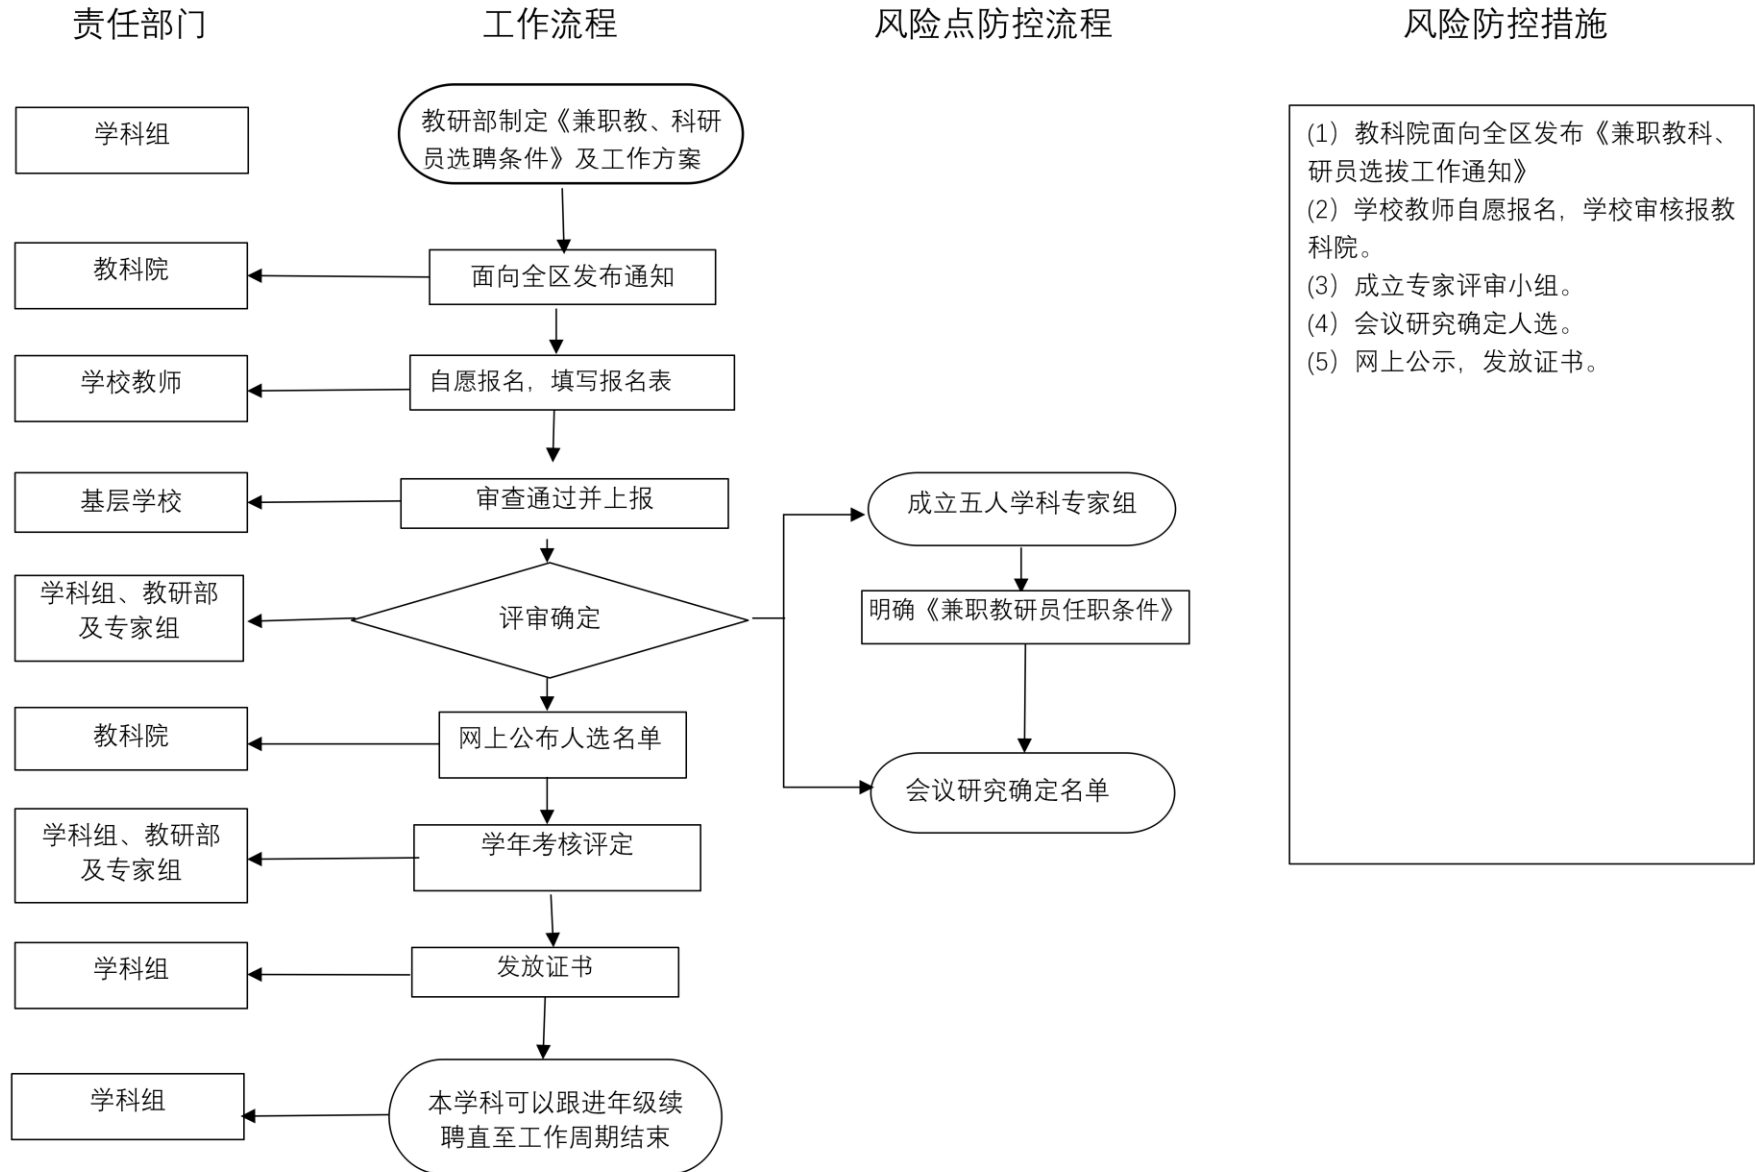 责任部门
工作流程
风险点防控流程
风险防控措施
学科组
教研部制定《兼职教、科研
员选聘条件》及工作方案
教科院
面向全区发布通知
学校教师
自愿报名，填写报名表
基层学校
审查通过并上报
学科组、教研部
及专家组
评审确定
教科院
网上公布人选名单
学科组、教研部
及专家组
学年考核评定
学科组
发放证书
学科组
本学科可以跟进年级续
聘直至工作周期结束
成立五人学科专家组
明确《兼职教研员任职条件》
会议研究确定名单
(1）教科院面向全区发布《兼职教科、
研员选拔工作通知》
(2）学校教师自愿报名，学校审核报教
科院。
(3）成立专家评审小组。
(4）会议研究确定人选。
(5）网上公示，发放证书。